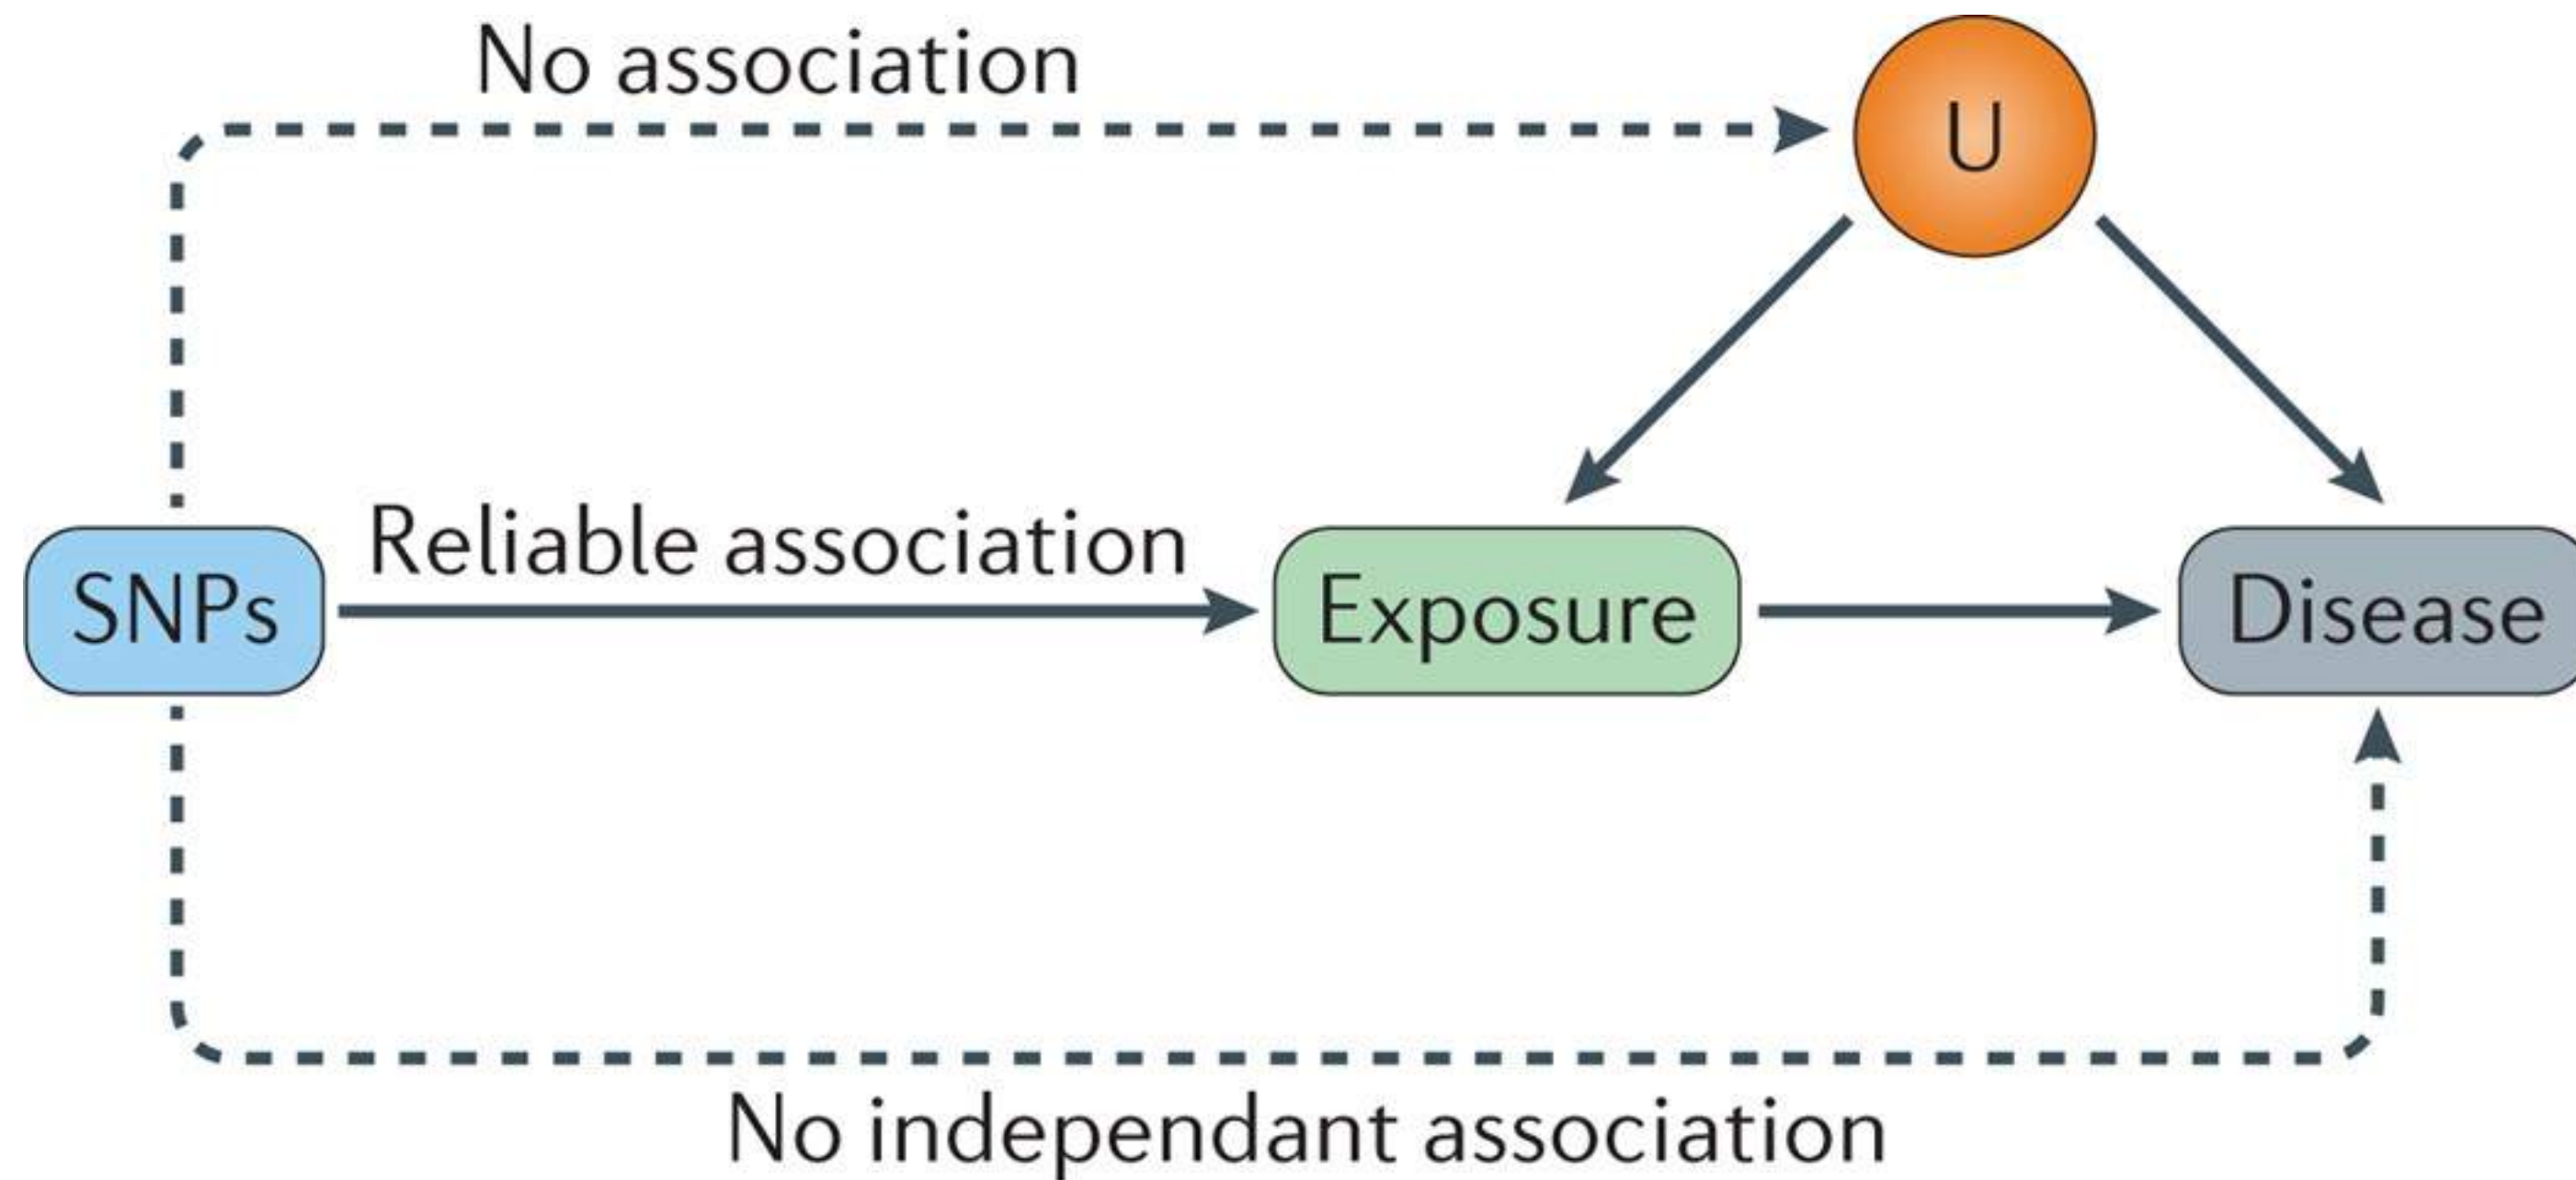 No association
U
Reliable association
SNPs
Exposure
Disease
No independant association